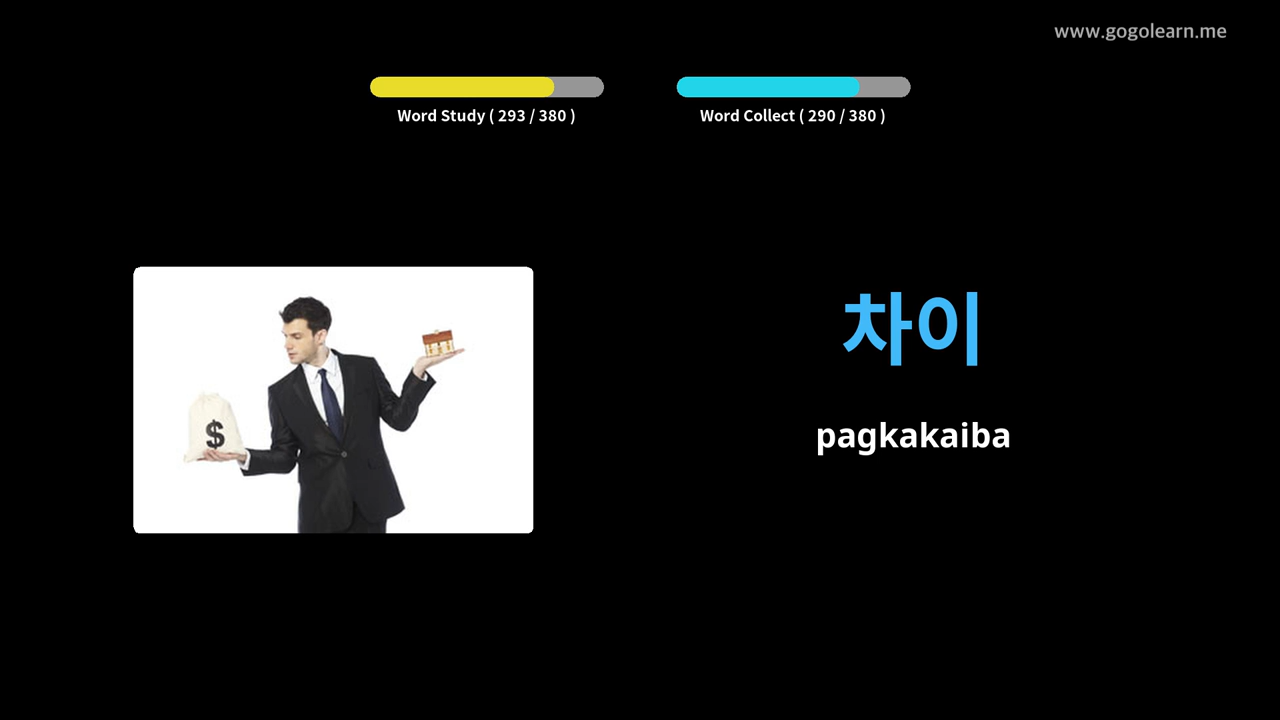 www.gogolearn.me
Word Study ( 293 / 380 )
Word Collect ( 290 / 380 )
$
차이
pagkakaiba